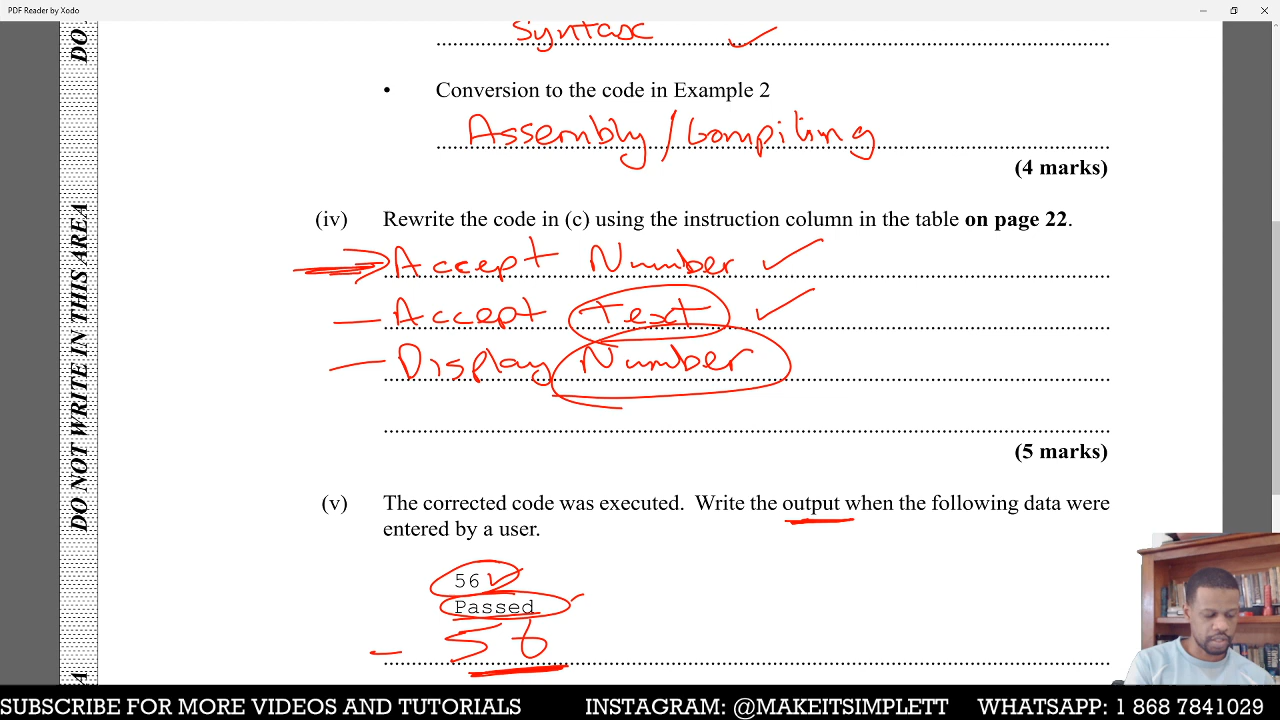 PDF Reader by Xodo
Syntax
• Conversion to the code in Example 2
Assembly/Compiling
(4 marks)
(iv) Rewrite the code in (c) using the instruction column in the table on page 22.
Accept Number
Accept Text
Display Number
(5 marks)
(v) The corrected code was executed. Write the output when the following data were
entered by a user.
56
Passed
56
DO
DO NOT WRITE IN THIS AREA
A
SUBSCRIBE FOR MORE VIDEOS AND TUTORIALS INSTAGRAM: @MAKEITSIMPLETT WHATSAPP: 1 868 7841029